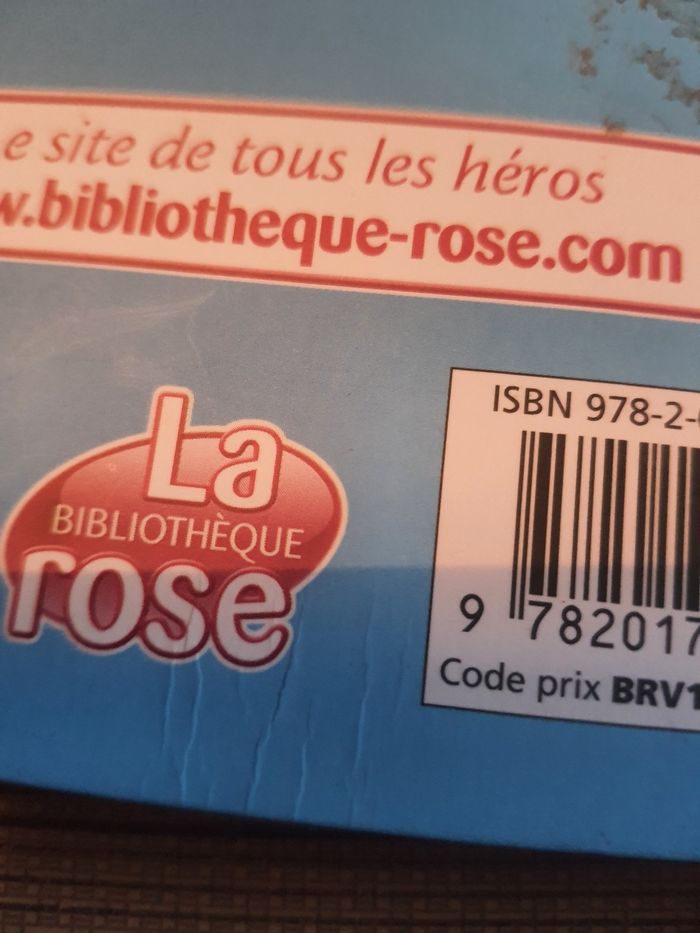 e site de tous les héros
w.bibliotheque-rose.com
La
BIBLIOTHÈQUE
rose
ISBN 978-2-
9 782017
Code prix BRV1